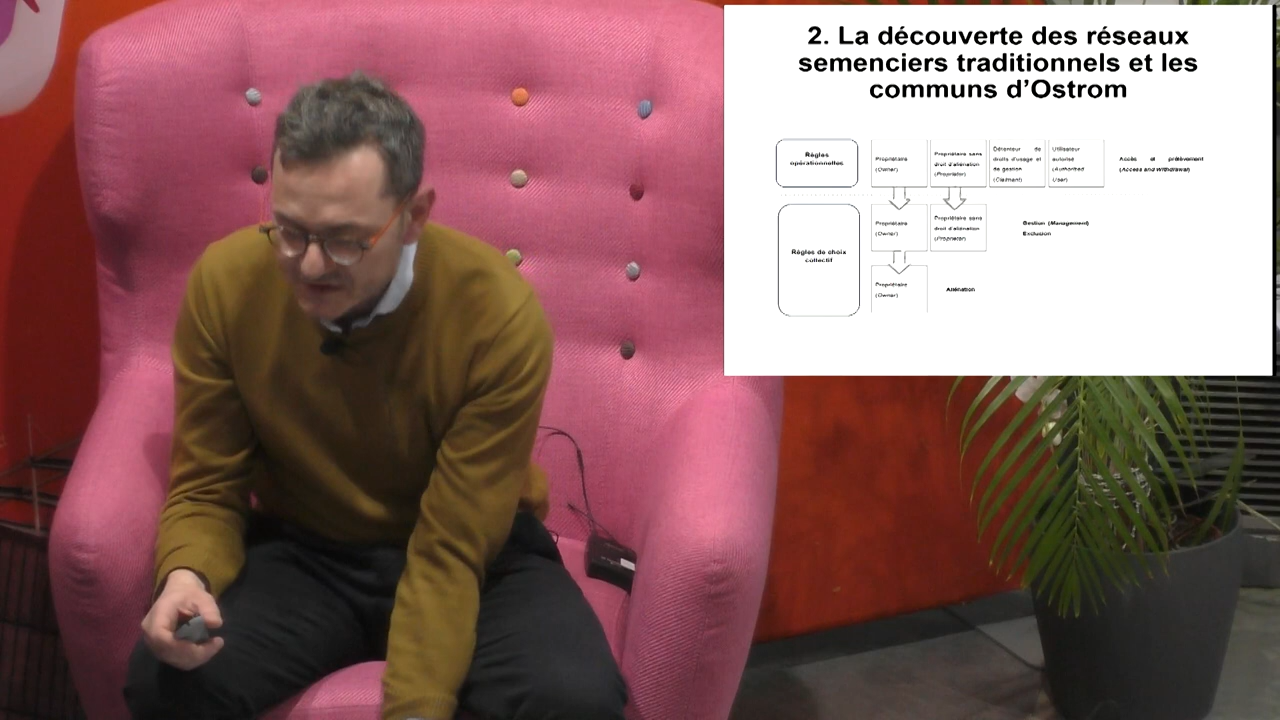 2. La découverte des réseaux
semenciers traditionnels et les
communs d'Ostrom
Règles
opérationnelles
Propriétaire
(Owner)
Propriétaire sans
droit d'aliénation
(Proprietor)
Détenteur de
droits d'usage et
de gestion
(Claimant)
Utilisateur
autorisé
(Authorized
User)
Accès et prélèvement
(Access and Withdrawal)
Règles de choix
collectif
Propriétaire
(Owner)
Propriétaire sans
droit d'aliénation
(Proprietor)
Gestion (Management)
Exclusion
Propriétaire
(Owner)
Aliénation